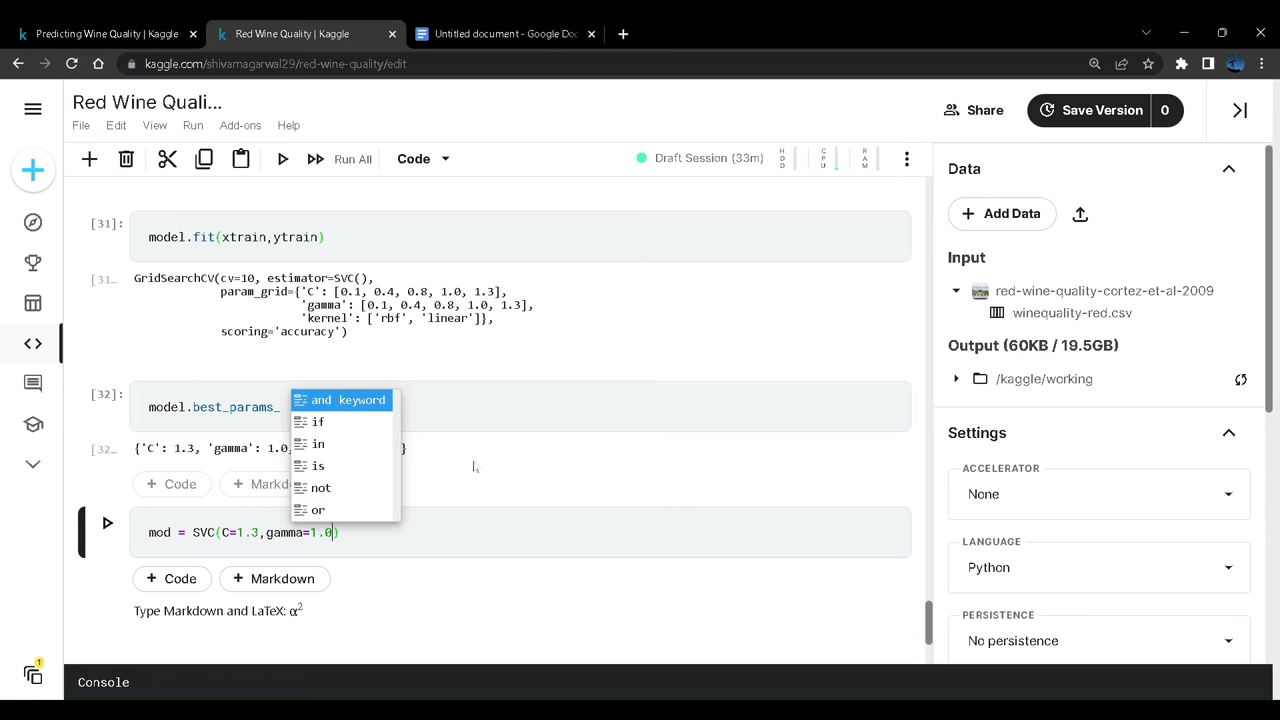 Predicting Wine Quality | Kaggle
Red Wine Quality | Kaggle
Untitled document - Google Doc
kaggle.com/shivamagarwal29/red-wine-quality/edit
Red Wine Quali...
File Edit View Run Add-ons Help
Share
Save Version 0
Run All
Code
Draft Session (33m)
HDD
CPU
RAM
[31]:
model.fit(xtrain,ytrain)
[31...
GridSearchCV(cv=10, estimator=SVC(),
param_grid={'C': [0.1, 0.4, 0.8, 1.0, 1.3],
'gamma': [0.1, 0.4, 0.8, 1.0, 1.3],
'kernel': ['rbf', 'linear']},
scoring='accuracy')
[32]:
model.best_params_
[32...
{'C': 1.3, 'gamma': 1.0, }
+ Code
+ Markd
and keyword
if
in
is
not
or
mod = SVC(C=1.3,gamma=1.0)
+ Code
+ Markdown
Type Markdown and LaTeX: α²
Console
1
Data
+ Add Data
Input
red-wine-quality-cortez-et-al-2009
winequality-red.csv
Output (60KB / 19.5GB)
/kaggle/working
Settings
ACCELERATOR
None
LANGUAGE
Python
PERSISTENCE
No persistence